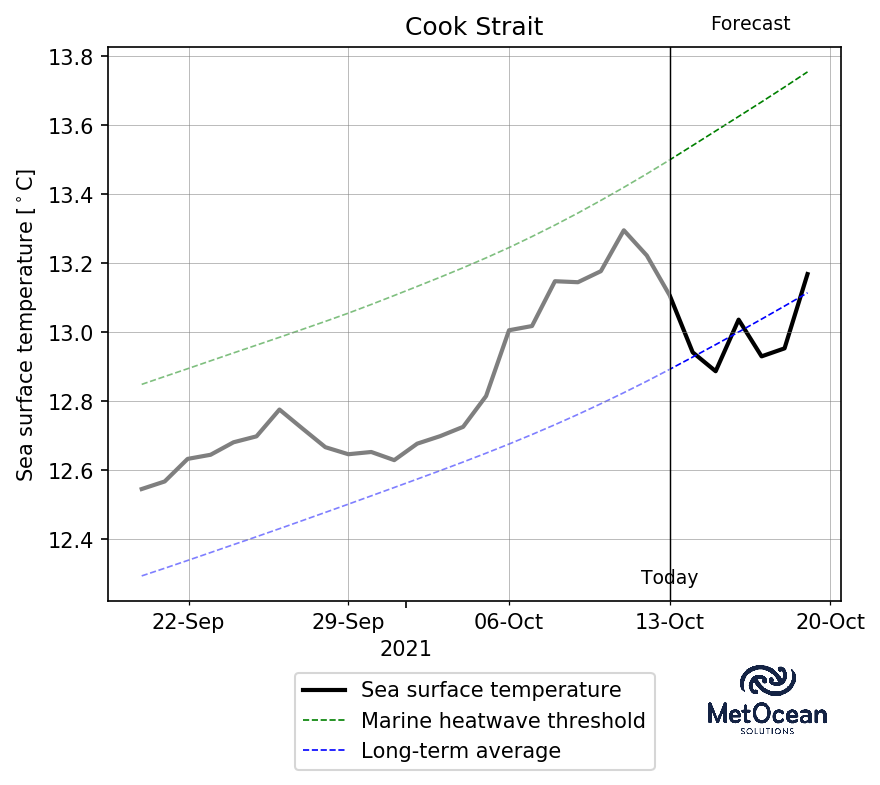 Cook Strait
Forecast
13.8
13.6
13.4
13.2
13.0
12.8
12.6
12.4
Sea surface temperature [°C]
Today
22-Sep 29-Sep 06-Oct 13-Oct 20-Oct
2021
Sea surface temperature
Marine heatwave threshold
Long-term average
MetOcean
SOLUTIONS